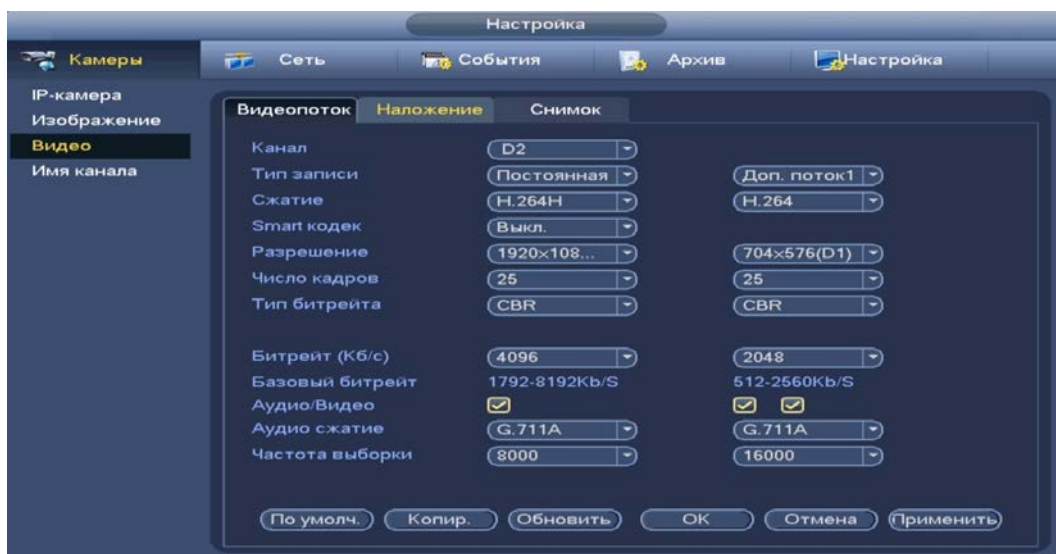 Настройка
Камеры Сеть События Архив Настройка
IP-камера
Изображение
Видео
Имя канала
Видеопоток Наложение Снимок
Канал D2
Тип записи Постоянная Доп. поток1
Сжатие H.264H H.264
Smart кодек Выкл.
Разрешение 1920×108... 704×576(D1)
Число кадров 25 25
Тип битрейта CBR CBR
Битрейт (Кб/с) 4096 2048
Базовый битрейт 1792-8192Kb/S 512-2560Kb/S
Аудио/Видео
Аудио сжатие G.711A G.711A
Частота выборки 8000 16000
По умолч. Копир. Обновить OK Отмена Применить